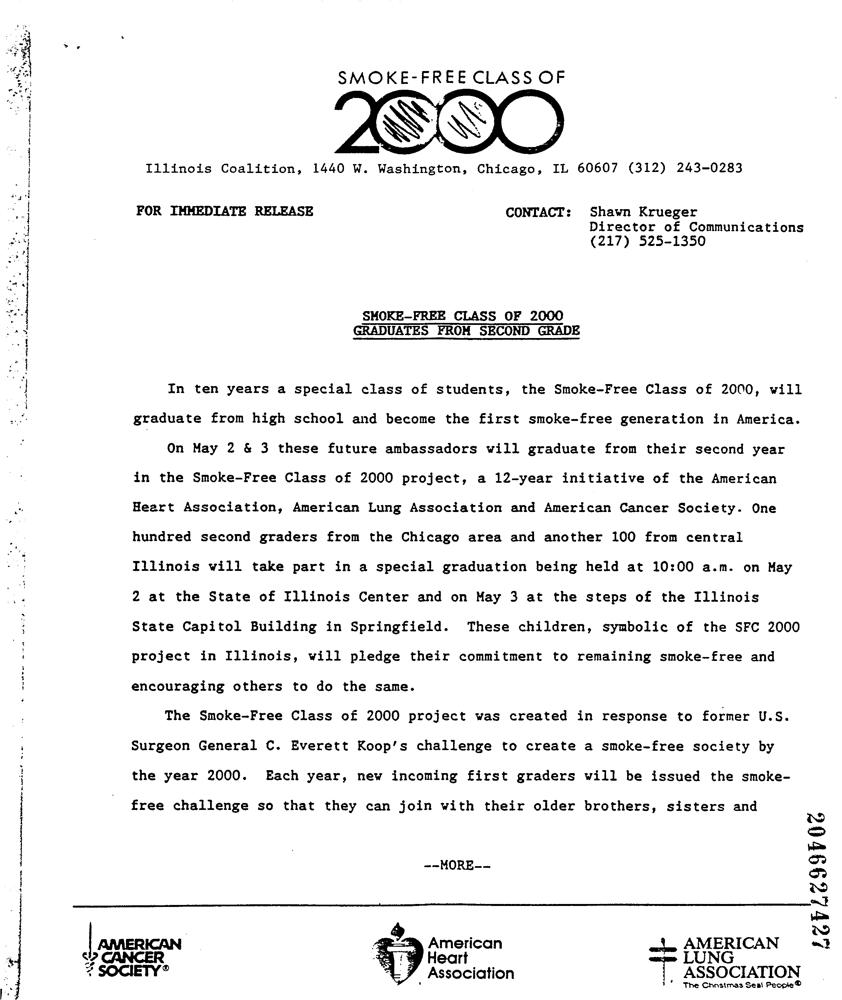 SMOKE-FREE CLASS OF
2000
Illinois Coalition, 1440 W. Washington, Chicago, IL 60607 (312) 243-0283
FOR IMMEDIATE RELEASE
CONTACT: Shawn Krueger
Director of Communications
(217) 525-1350
SMOKE-FREE CLASS OF 2000
GRADUATES FROM SECOND GRADE
In ten years a special class of students, the Smoke-Free Class of 2000, will
graduate from high school and become the first smoke-free generation in America.
On May 2 & 3 these future ambassadors will graduate from their second year
in the Smoke-Free Class of 2000 project, a 12-year initiative of the American
Heart Association, American Lung Association and American Cancer Society. One
hundred second graders from the Chicago area and another 100 from central
Illinois will take part in a special graduation being held at 10:00 a.m. on May
2 at the State of Illinois Center and on May 3 at the steps of the Illinois
State Capitol Building in Springfield. These children, symbolic of the SFC 2000
project in Illinois, will pledge their commitment to remaining smoke-free and
encouraging others to do the same.
The Smoke-Free Class of 2000 project was created in response to former U.S.
Surgeon General C. Everett Koop's challenge to create a smoke-free society by
the year 2000. Each year, new incoming first graders will be issued the smoke-
free challenge so that they can join with their older brothers, sisters and
--MORE--
2046627427
AMERICAN
CANCER
SOCIETY®
American
Heart
Association
AMERICAN
LUNG
ASSOCIATION
The Christmas Seal People®